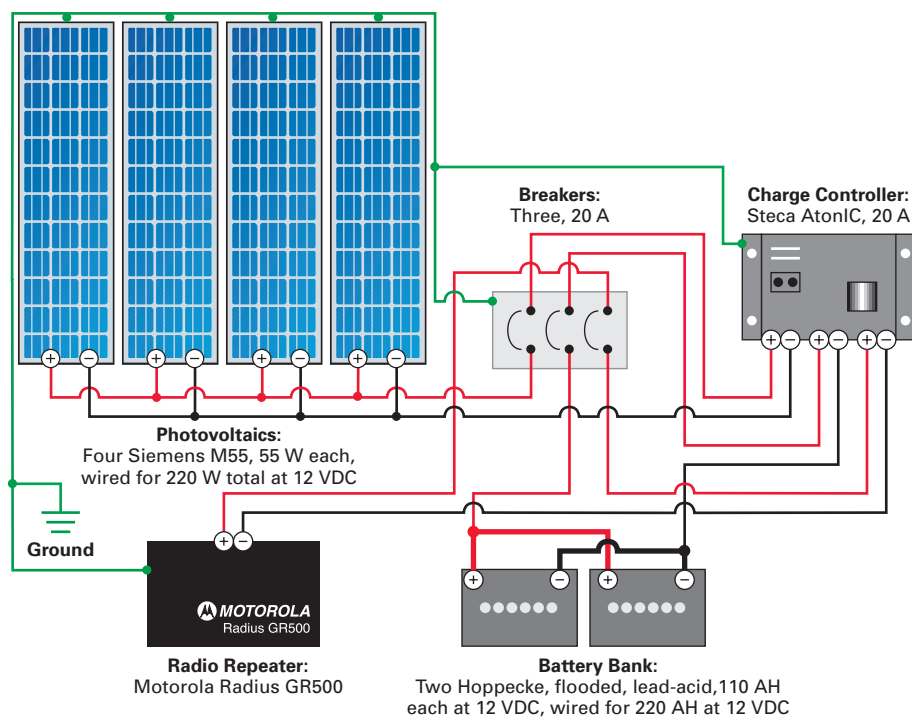 Breakers:
Three, 20 A
Charge Controller:
Steca AtonIC, 20 A
+ − + − + − + −
+ − + − + −
Photovoltaics:
Four Siemens M55, 55 W each,
wired for 220 W total at 12 VDC
Ground
+ −
MOTOROLA
Radius GR500
+ − + −
Radio Repeater:
Motorola Radius GR500
Battery Bank:
Two Hoppecke, flooded, lead-acid,110 AH
each at 12 VDC, wired for 220 AH at 12 VDC